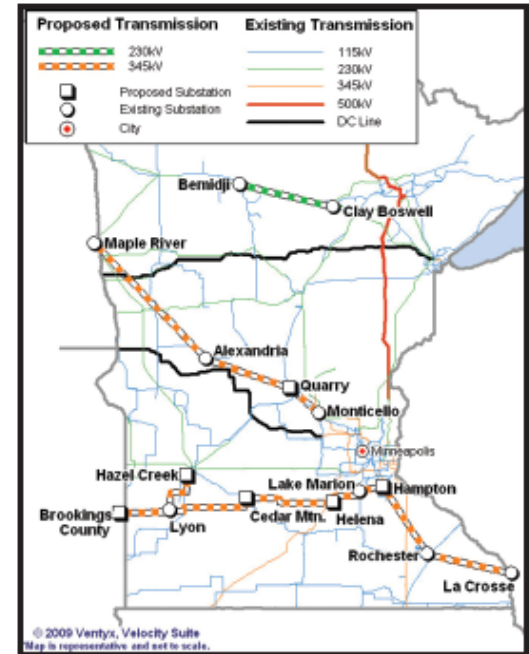 Proposed Transmission
230kV
345kV
Proposed Substation
Existing Substation
City
Existing Transmission
115kV
230kV
345kV
500kV
DC Line
Bemidji
Clay Boswell
Maple River
Alexandria
Quarry
Monticello
Minneapolis
Hazel Creek
Lake Marion
Hampton
Brookings
County
Lyon
Cedar Mtn.
Helena
Rochester
La Crosse
© 2009 Ventyx, Velocity Suite
*Map is representative and not to scale.